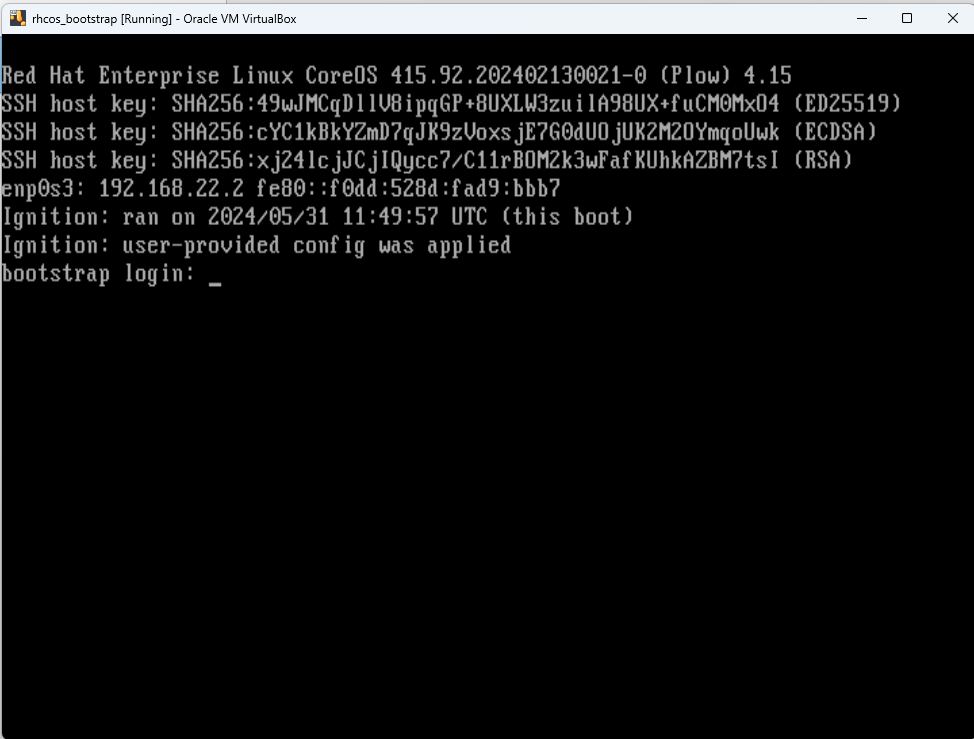 rhcos_bootstrap [Running] - Oracle VM VirtualBox
Red Hat Enterprise Linux CoreOS 415.92.202402130021-0 (Plow) 4.15
SSH host key: SHA256:49wJMCqDllV8ipqGP+8UXLW3zuilA98UX+fuCM0MxO4 (ED25519)
SSH host key: SHA256:cYC1kBkYZmD7qJK9zVoxsjE7G0dUOjUK2M2OYmqoUwk (ECDSA)
SSH host key: SHA256:xj24lcjJCjIQycc7/C11rBOM2k3wFafKUhkAZBM7tsI (RSA)
enp0s3: 192.168.22.2 fe80::f0dd:528d:fad9:bbb7
Ignition: ran on 2024/05/31 11:49:57 UTC (this boot)
Ignition: user-provided config was applied
bootstrap login: _